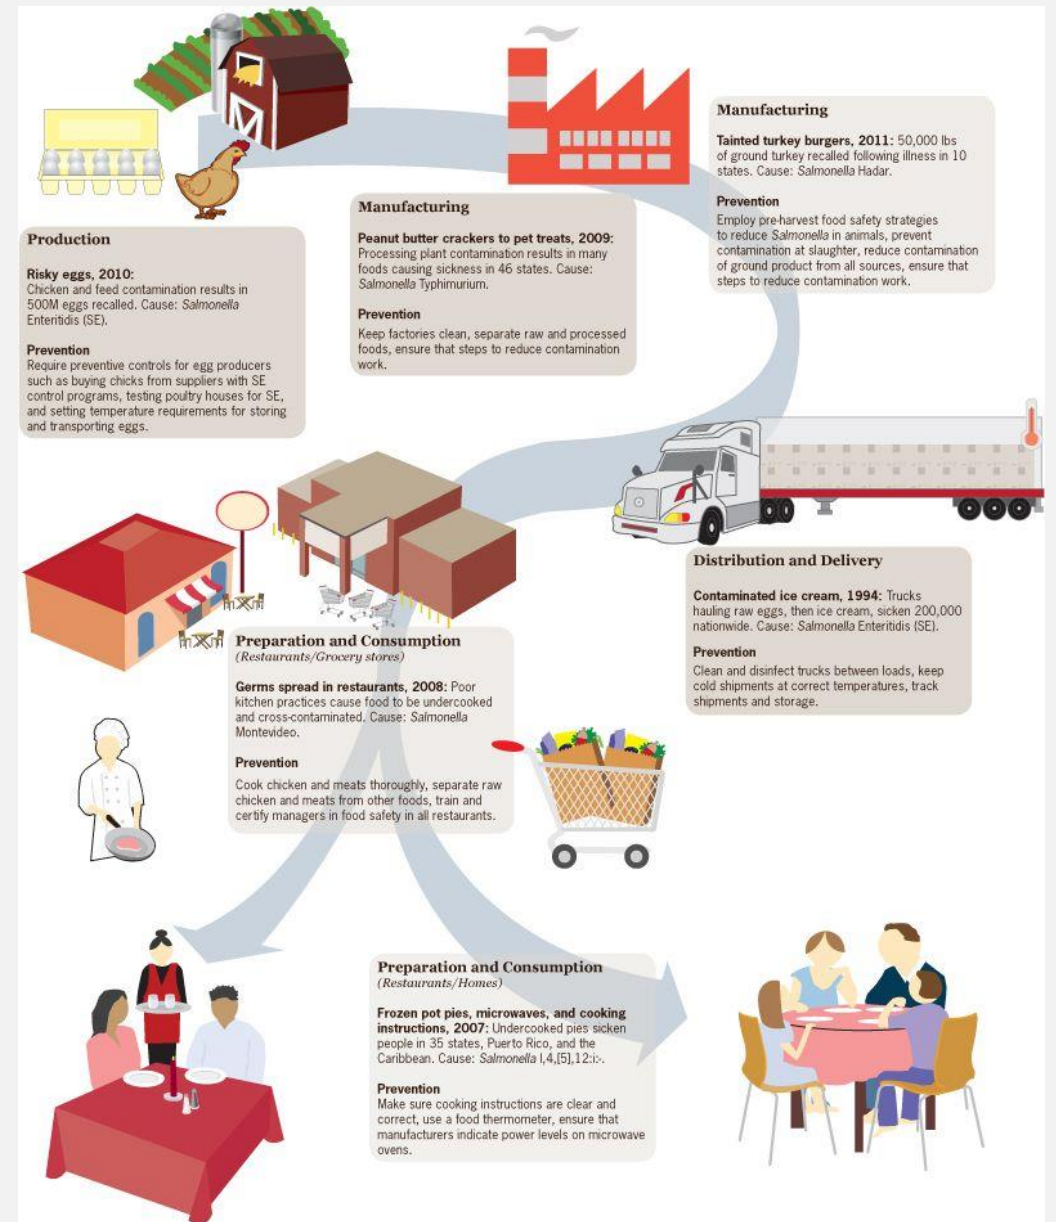 Production
Risky eggs, 2010:
Chicken and feed contamination results in
500M eggs recalled. Cause: Salmonella
Enteritidis (SE).
Prevention
Require preventive controls for egg producers
such as buying chicks from suppliers with SE
control programs, testing poultry houses for SE,
and setting temperature requirements for storing
and transporting eggs.
Manufacturing
Peanut butter crackers to pet treats, 2009:
Processing plant contamination results in many
foods causing sickness in 46 states. Cause:
Salmonella Typhimurium.
Prevention
Keep factories clean, separate raw and processed
foods, ensure that steps to reduce contamination
work.
Manufacturing
Tainted turkey burgers, 2011: 50,000 lbs
of ground turkey recalled following illness in 10
states. Cause: Salmonella Hadar.
Prevention
Employ pre-harvest food safety strategies
to reduce Salmonella in animals, prevent
contamination at slaughter, reduce contamination
of ground product from all sources, ensure that
steps to reduce contamination work.
Distribution and Delivery
Contaminated ice cream, 1994: Trucks
hauling raw eggs, then ice cream, sicken 200,000
nationwide. Cause: Salmonella Enteritidis (SE).
Prevention
Clean and disinfect trucks between loads, keep
cold shipments at correct temperatures, track
shipments and storage.
Preparation and Consumption
(Restaurants/Grocery stores)
Germs spread in restaurants, 2008: Poor
kitchen practices cause food to be undercooked
and cross-contaminated. Cause: Salmonella
Montevideo.
Prevention
Cook chicken and meats thoroughly, separate raw
chicken and meats from other foods, train and
certify managers in food safety in all restaurants.
Preparation and Consumption
(Restaurants/Homes)
Frozen pot pies, microwaves, and cooking
instructions, 2007: Undercooked pies sicken
people in 35 states, Puerto Rico, and the
Caribbean. Cause: Salmonella I,4,[5],12:i:-.
Prevention
Make sure cooking instructions are clear and
correct, use a food thermometer, ensure that
manufacturers indicate power levels on microwave
ovens.